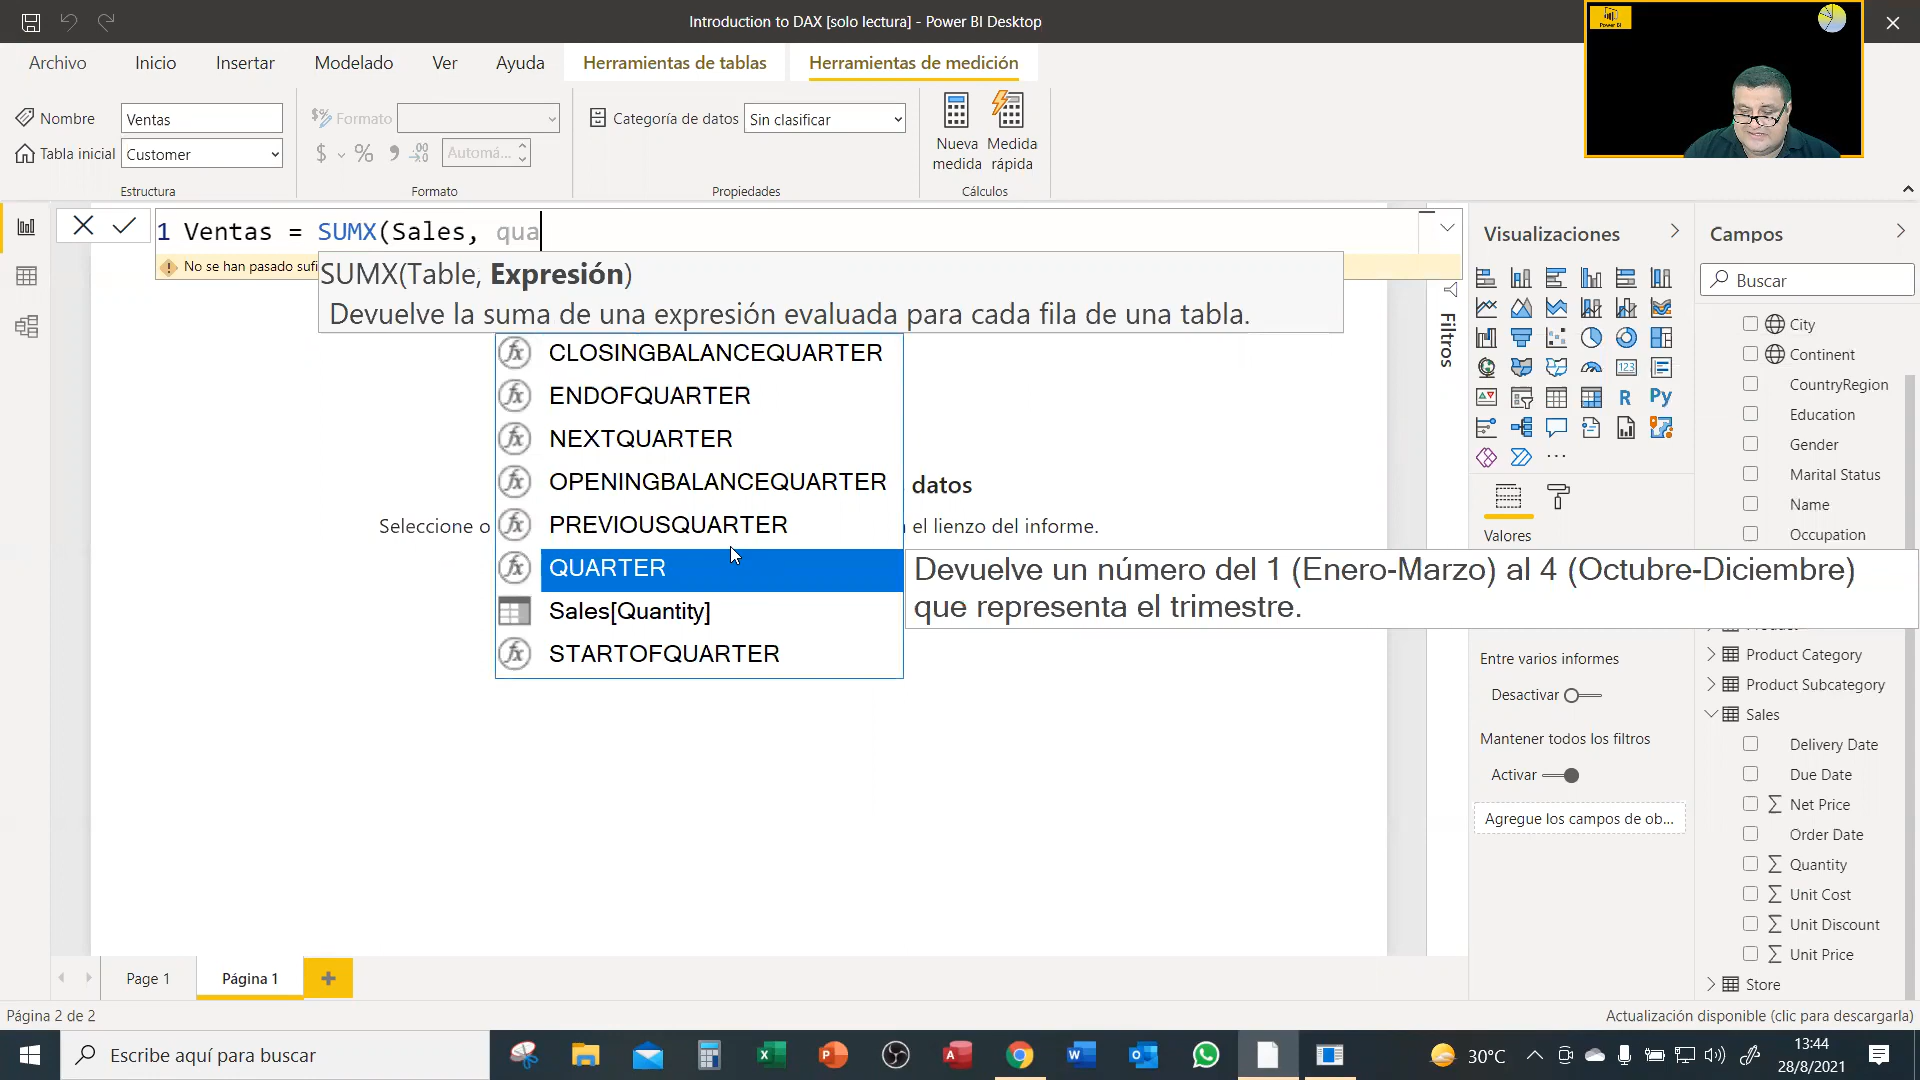 Introduction to DAX [solo lectura] - Power BI Desktop
Power BI
Archivo
Inicio
Insertar
Modelado
Ver
Ayuda
Herramientas de tablas
Herramientas de medición
Nombre
Ventas
Tabla inicial
Customer
Estructura
Formato
$ % 9 .00
Automá...
Formato
Categoría de datos
Sin clasificar
Propiedades
Nueva medida
Medida rápida
Cálculos
1 Ventas = SUMX(Sales, qua
No se han pasado sufi
SUMX(Table, Expresión)
Devuelve la suma de una expresión evaluada para cada fila de una tabla.
CLOSINGBALANCEQUARTER
ENDOFQUARTER
NEXTQUARTER
OPENINGBALANCEQUARTER
PREVIOUSQUARTER
QUARTER
Sales[Quantity]
STARTOFQUARTER
Devuelve un número del 1 (Enero-Marzo) al 4 (Octubre-Diciembre)
que representa el trimestre.
datos
Seleccione o
el lienzo del informe.
Filtros
Visualizaciones
123
R
Py
...
Valores
Entre varios informes
Desactivar
Mantener todos los filtros
Activar
Agregue los campos de ob...
Campos
Buscar
City
Continent
CountryRegion
Education
Gender
Marital Status
Name
Occupation
Product Category
Product Subcategory
Sales
Delivery Date
Due Date
Net Price
Order Date
Quantity
Unit Cost
Unit Discount
Unit Price
Store
Page 1
Página 1
+
Página 2 de 2
Actualización disponible (clic para descargarla)
Escribe aquí para buscar
30°C
13:44
28/8/2021